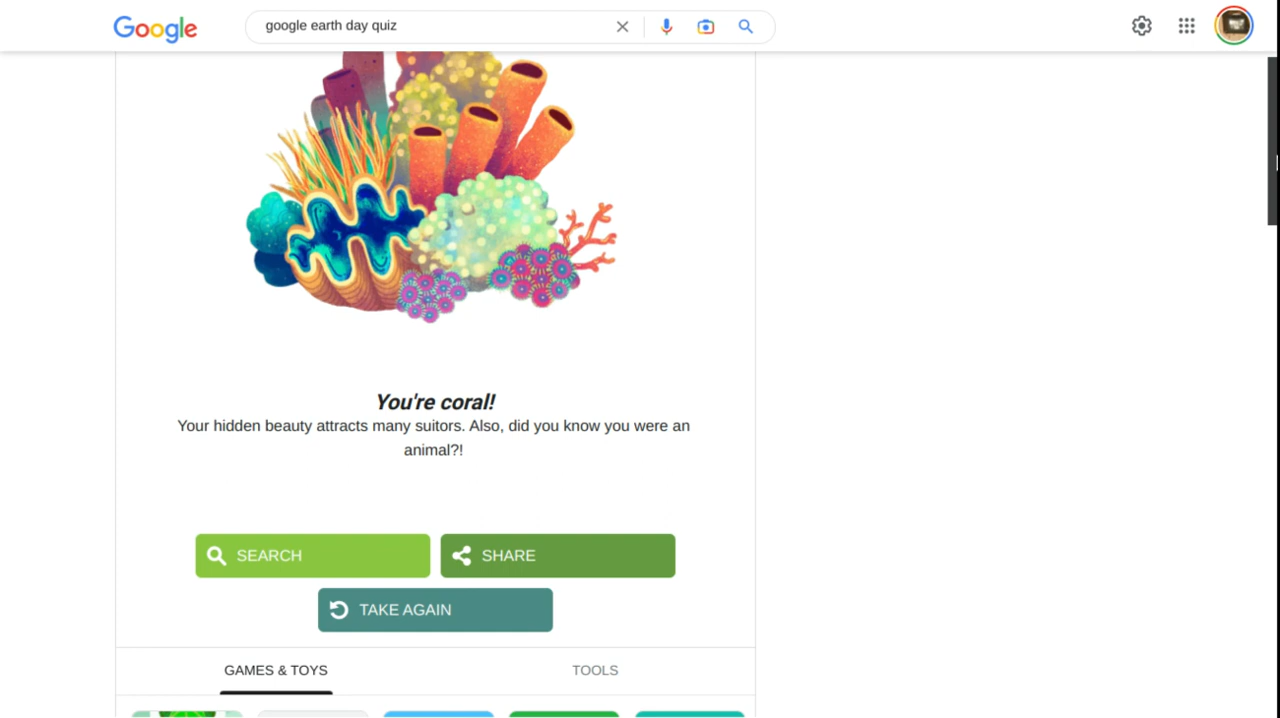 Google
google earth day quiz
You're coral!
Your hidden beauty attracts many suitors. Also, did you know you were an
animal?!
SEARCH
SHARE
TAKE AGAIN
GAMES & TOYS
TOOLS